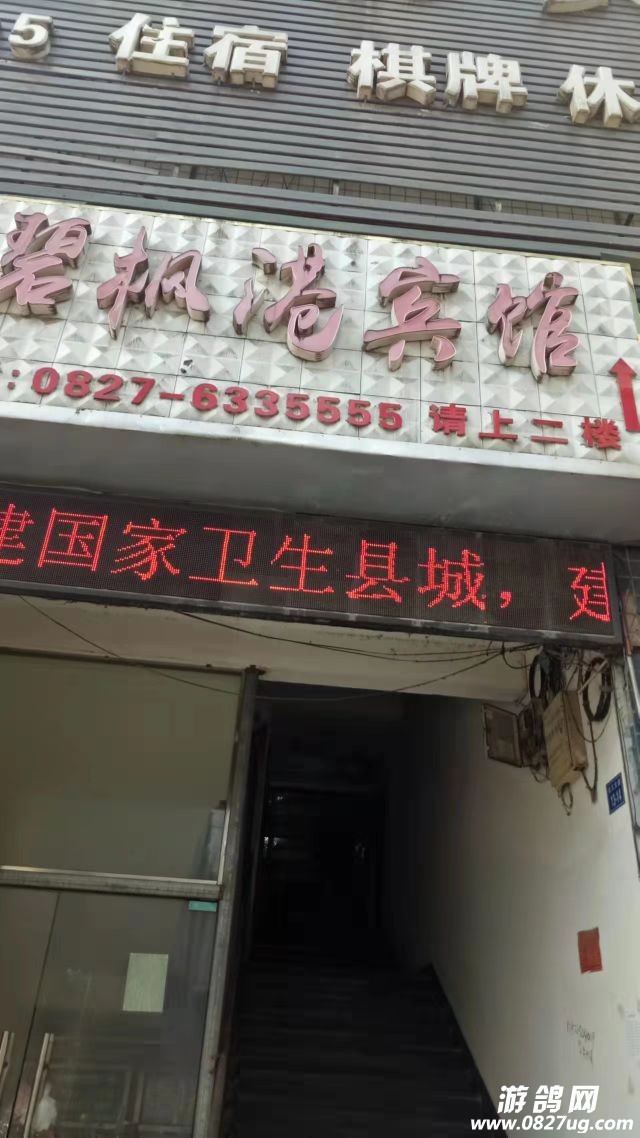 5 住宿 棋牌 休
碧枫港宾馆
:0827-6335555 请上二楼
建国家卫生县城，建
游鸽网
www.0827ug.com